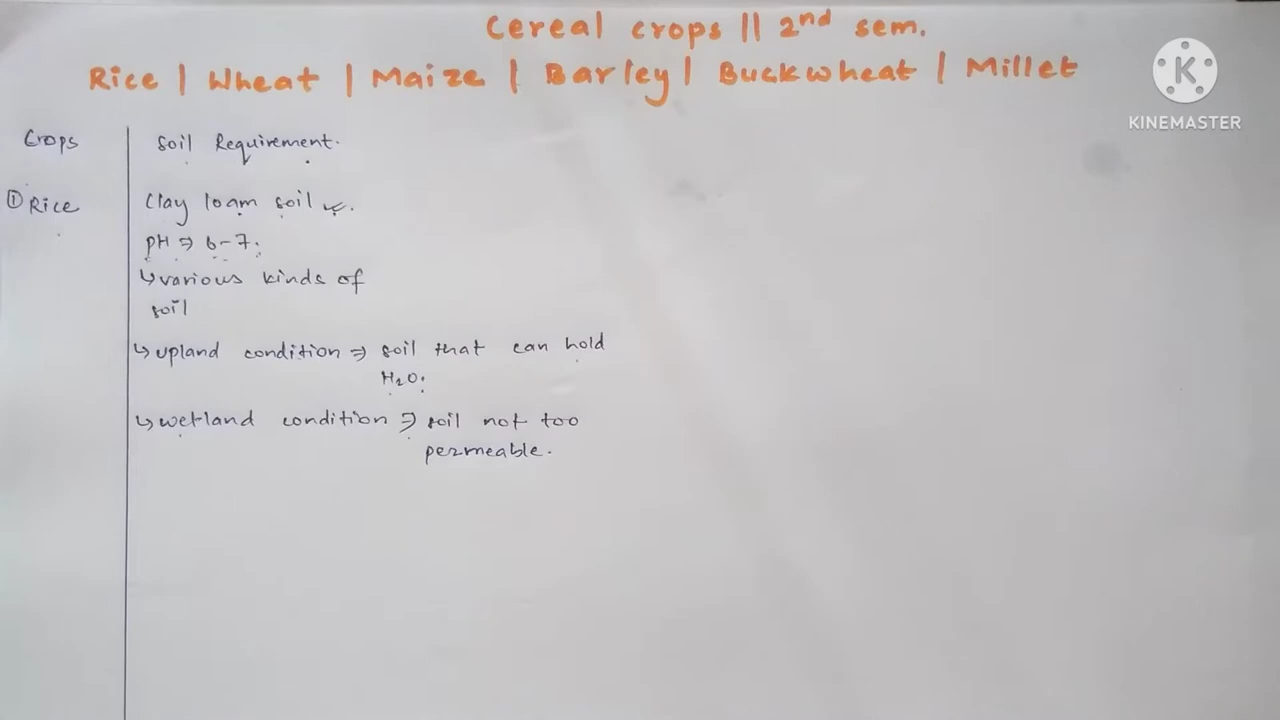 Cereal crops || 2nd sem.
Rice | Wheat | Maize | Barley | Buckwheat | Millet
K
KINEMASTER
Crops
Soil Requirement.
① Rice
Clay loam soil ↙.
pH ⇒ 6-7.
↳ various kinds of
soil
↳ upland condition ⇒ soil that can hold
H₂O.
↳ wetland condition ⇒ soil not too
permeable.